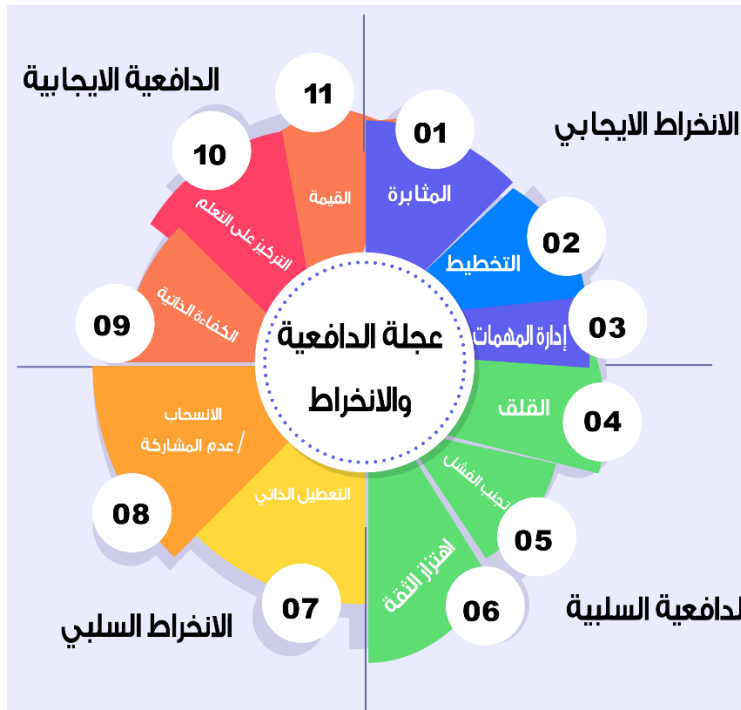 الدافعية الايجابية
الانخراط الايجابي
عجلة الدافعية
والانخراط
01
المثابرة
02
التخطيط
03
إدارة المهمات
04
القلق
05
تجنب الفشل
06
اهتزاز الثقة
07
التعطيل الذاتي
08
الانسحاب
/ عدم المشاركة
09
الكفاءة الذاتية
10
التركيز على التعلم
11
القيمة
الانخراط السلبي
لدافعية السلبية